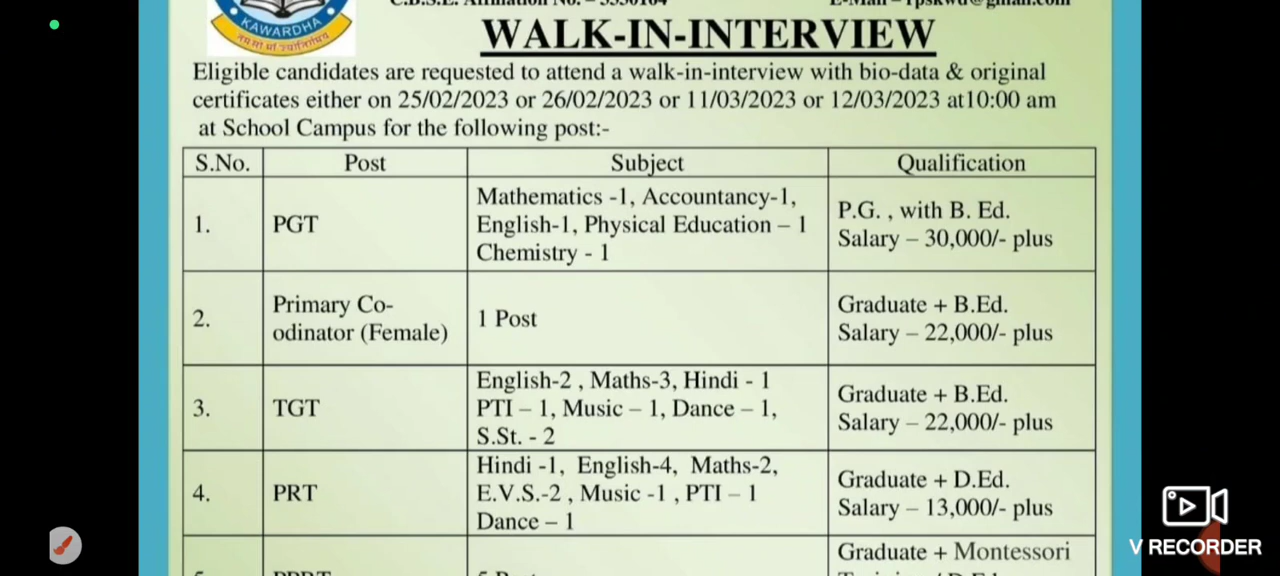 WALK-IN-INTERVIEW
KAWARDHA
Eligible candidates are requested to attend a walk-in-interview with bio-data & original
certificates either on 25/02/2023 or 26/02/2023 or 11/03/2023 or 12/03/2023 at10:00 am
at School Campus for the following post:-
S.No. Post Subject Qualification
1. PGT
Mathematics -1, Accountancy-1,
English-1, Physical Education – 1
Chemistry - 1
P.G. , with B. Ed.
Salary – 30,000/- plus
2.
Primary Co-
odinator (Female)
1 Post
Graduate + B.Ed.
Salary – 22,000/- plus
3. TGT
English-2 , Maths-3, Hindi - 1
PTI – 1, Music – 1, Dance – 1,
S.St. - 2
Graduate + B.Ed.
Salary – 22,000/- plus
4. PRT
Hindi -1, English-4, Maths-2,
E.V.S.-2 , Music -1 , PTI – 1
Dance – 1
Graduate + D.Ed.
Salary – 13,000/- plus
Graduate + Montessori
V RECORDER